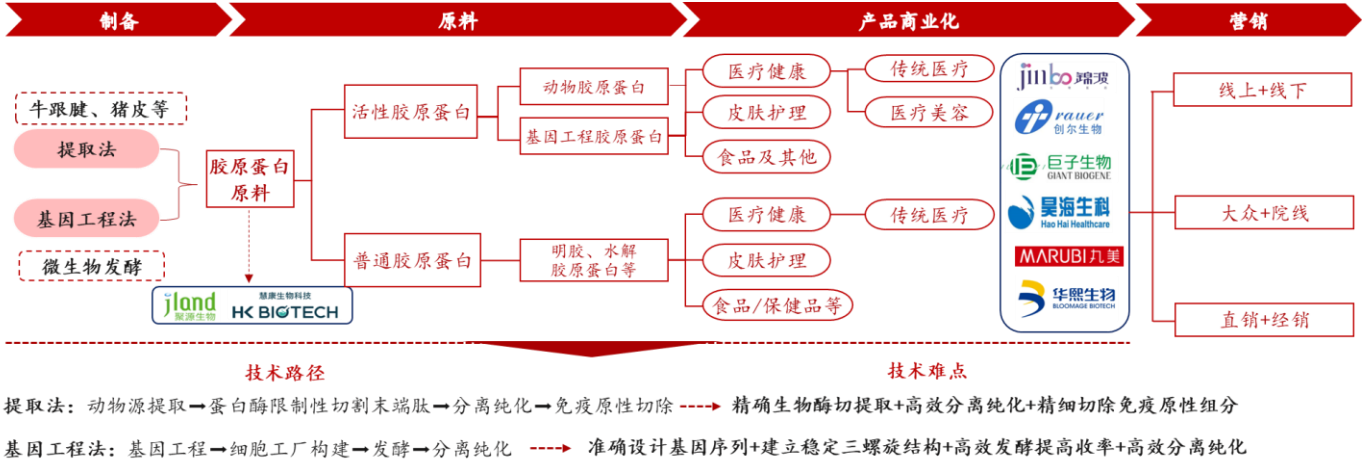 制备
原料
产品商业化
营销
牛跟腱、猪皮等
提取法
基因工程法
微生物发酵
胶原蛋白
原料
jland
聚源生物
慧康生物科技
HK BIOTECH
活性胶原蛋白
普通胶原蛋白
动物胶原蛋白
基因工程胶原蛋白
明胶、水解
胶原蛋白等
医疗健康
传统医疗
医疗美容
皮肤护理
食品及其他
医疗健康
传统医疗
皮肤护理
食品/保健品等
jinbo 锦波
rauer
创尔生物
巨子生物
GIANT BIOGENE
昊海生科
Hao Hai Healthcare
MARUBI 丸美
华熙生物
BLOOMAGE BIOTECH
线上+线下
大众+院线
直销+经销
技术路径
技术难点
提取法：动物源提取→蛋白酶限制性切割末端肽→分离纯化→免疫原性切除 → 精确生物酶切提取+高效分离纯化+精细切除免疫原性组分
基因工程法：基因工程→细胞工厂构建→发酵→分离纯化 → 准确设计基因序列+建立稳定三螺旋结构+高效发酵提高收率+高效分离纯化